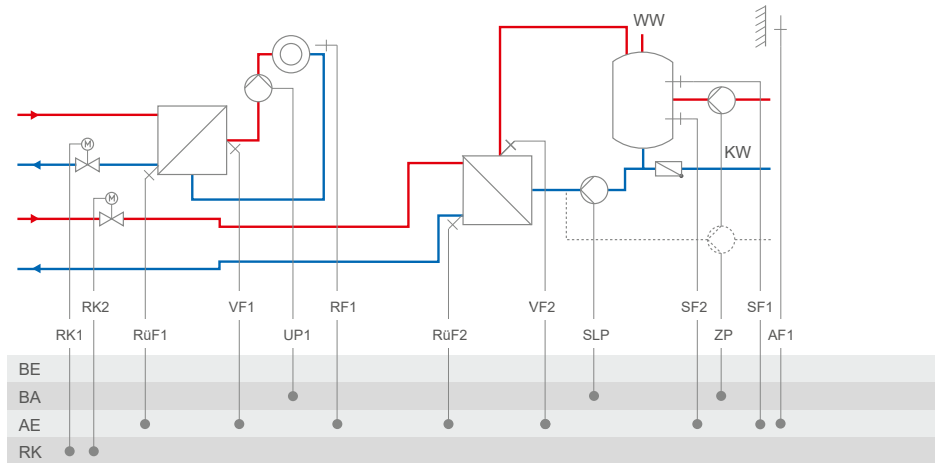 WW
M
KW
M
RK2 VF1 RF1 VF2 SF2 SF1
RK1 RüF1 UP1 RüF2 SLP ZP AF1
BE
BA
AE
RK